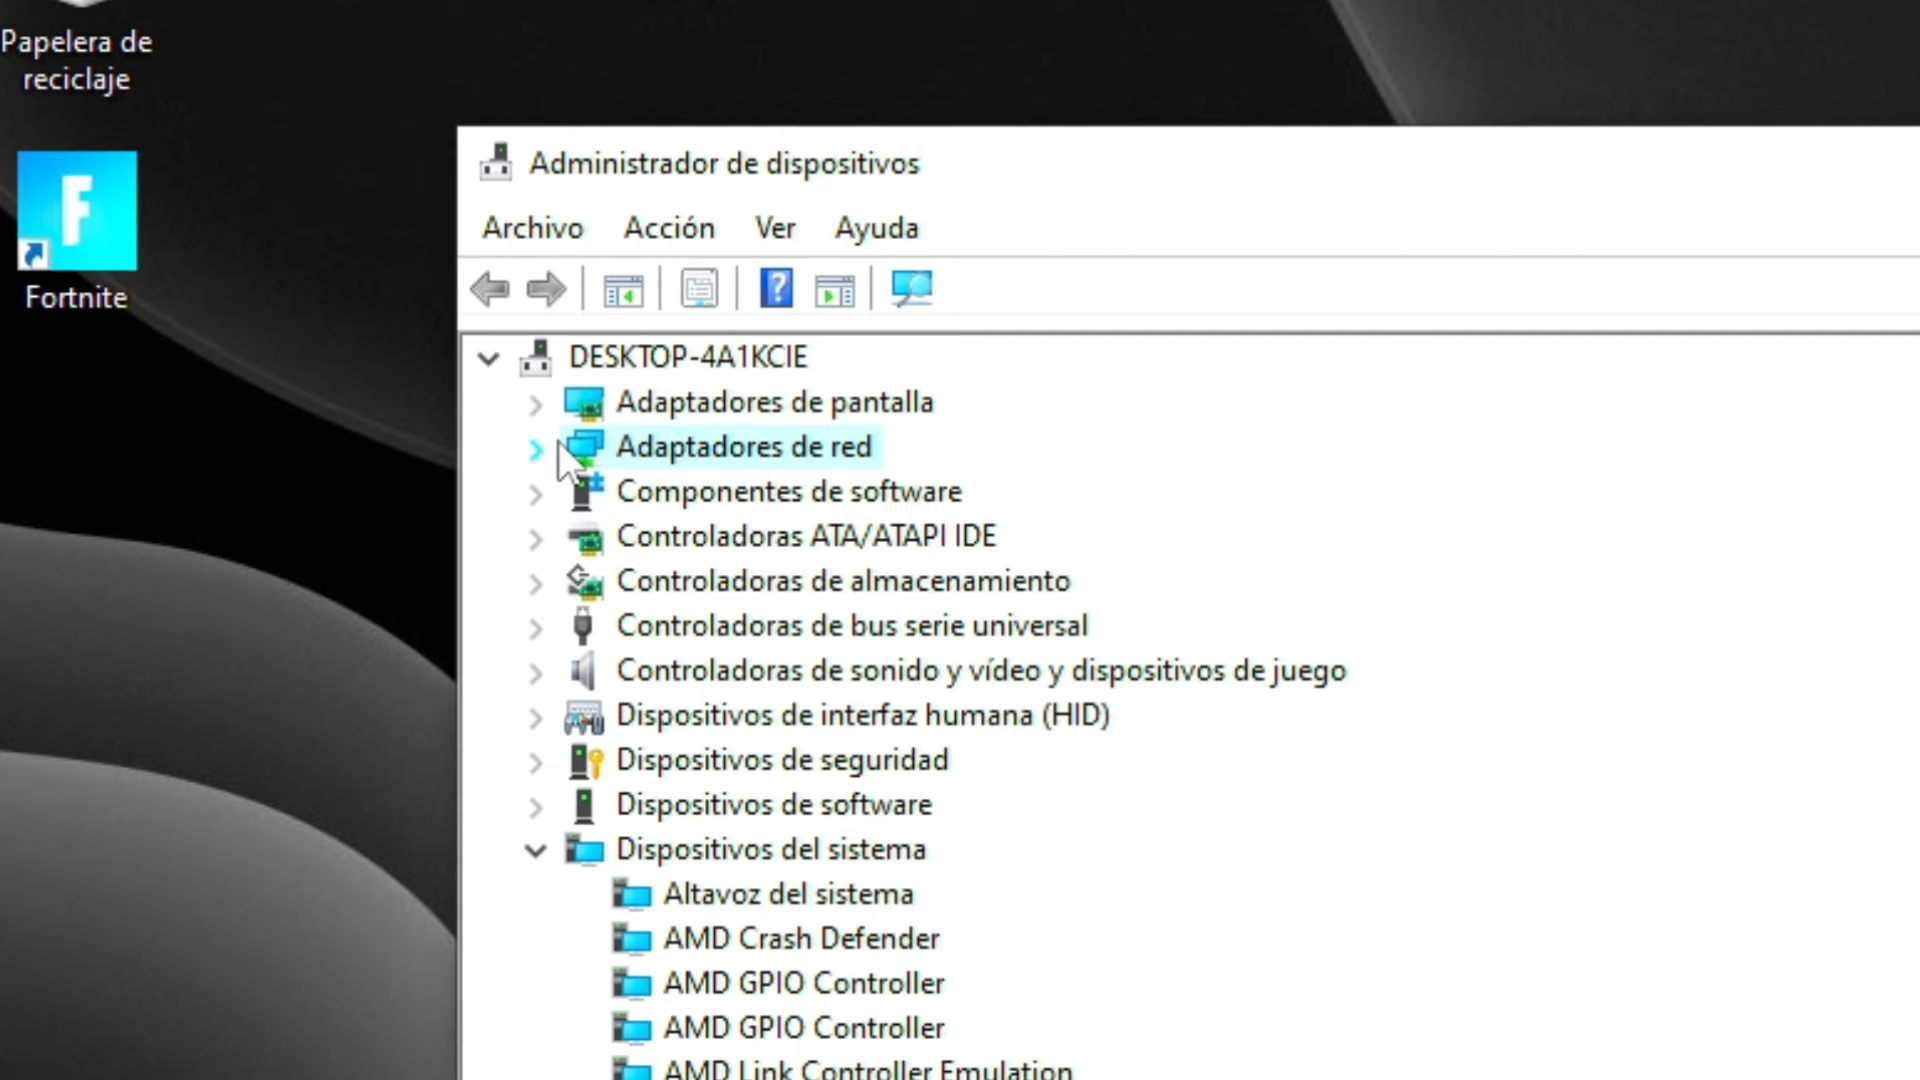 Papelera de
reciclaje
F
Fortnite
Administrador de dispositivos
Archivo Acción Ver Ayuda
?
DESKTOP-4A1KCIE
Adaptadores de pantalla
Adaptadores de red
Componentes de software
Controladoras ATA/ATAPI IDE
Controladoras de almacenamiento
Controladoras de bus serie universal
Controladoras de sonido y vídeo y dispositivos de juego
Dispositivos de interfaz humana (HID)
Dispositivos de seguridad
Dispositivos de software
Dispositivos del sistema
Altavoz del sistema
AMD Crash Defender
AMD GPIO Controller
AMD GPIO Controller
AMD Link Controller Emulation